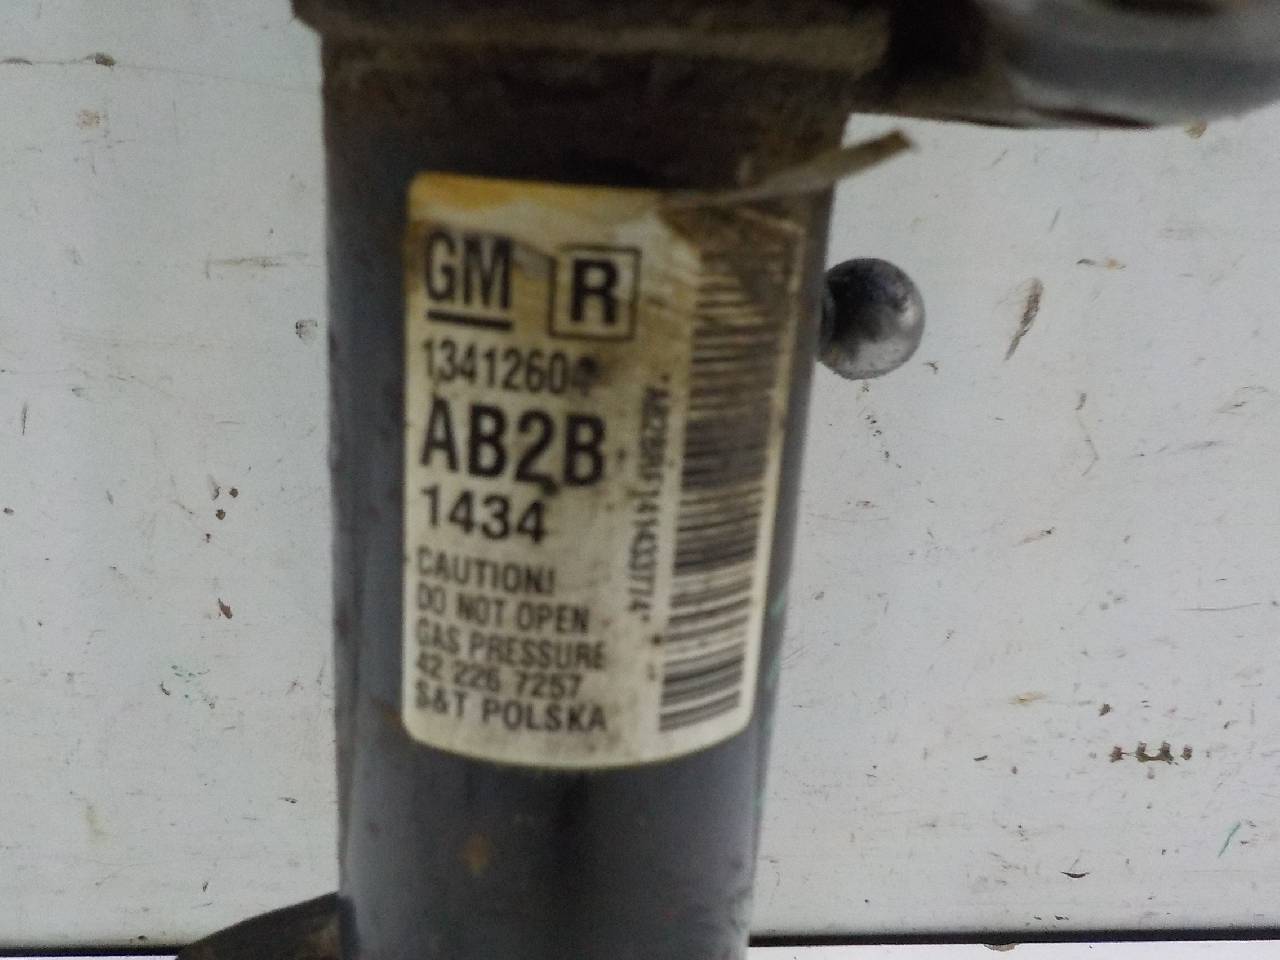 GM R
13412604
AB2B
1434
CAUTION!
DO NOT OPEN
GAS PRESSURE
42 226 7257
S&T POLSKA